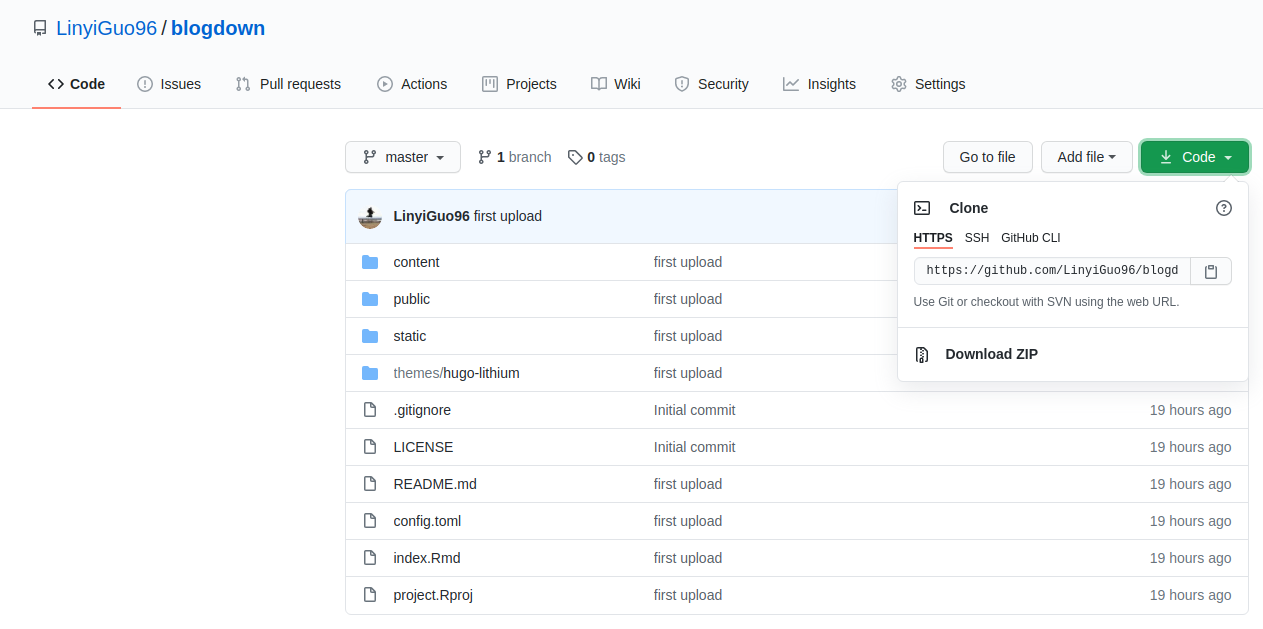 LinyiGuo96 / blogdown
Code Issues Pull requests Actions Projects Wiki Security Insights Settings
master 1 branch 0 tags Go to file Add file Code
LinyiGuo96 first upload
Clone
HTTPS SSH GitHub CLI
https://github.com/LinyiGuo96/blogd
Use Git or checkout with SVN using the web URL.
Download ZIP
content first upload
public first upload
static first upload
themes/hugo-lithium first upload
.gitignore Initial commit 19 hours ago
LICENSE Initial commit 19 hours ago
README.md first upload 19 hours ago
config.toml first upload 19 hours ago
index.Rmd first upload 19 hours ago
project.Rproj first upload 19 hours ago